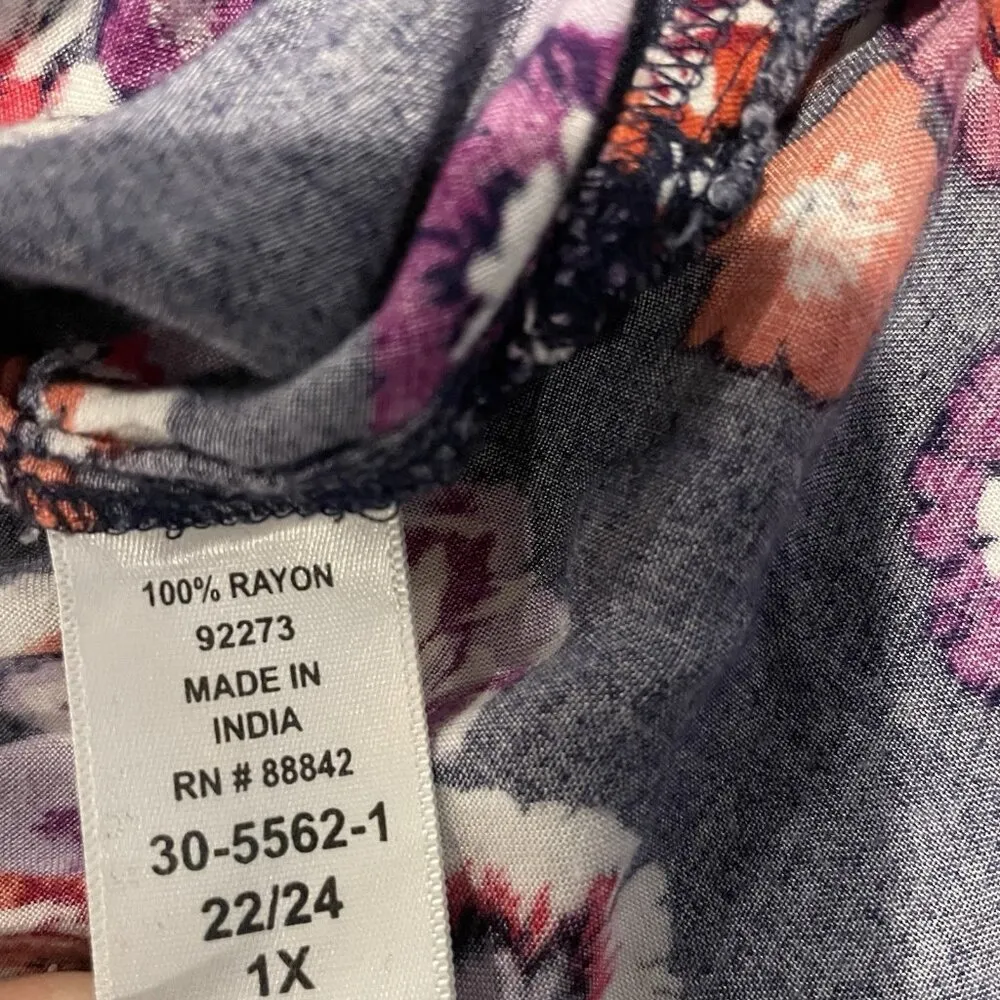 100% RAYON
92273
MADE IN
INDIA
RN # 88842
30-5562-1
22/24
1X